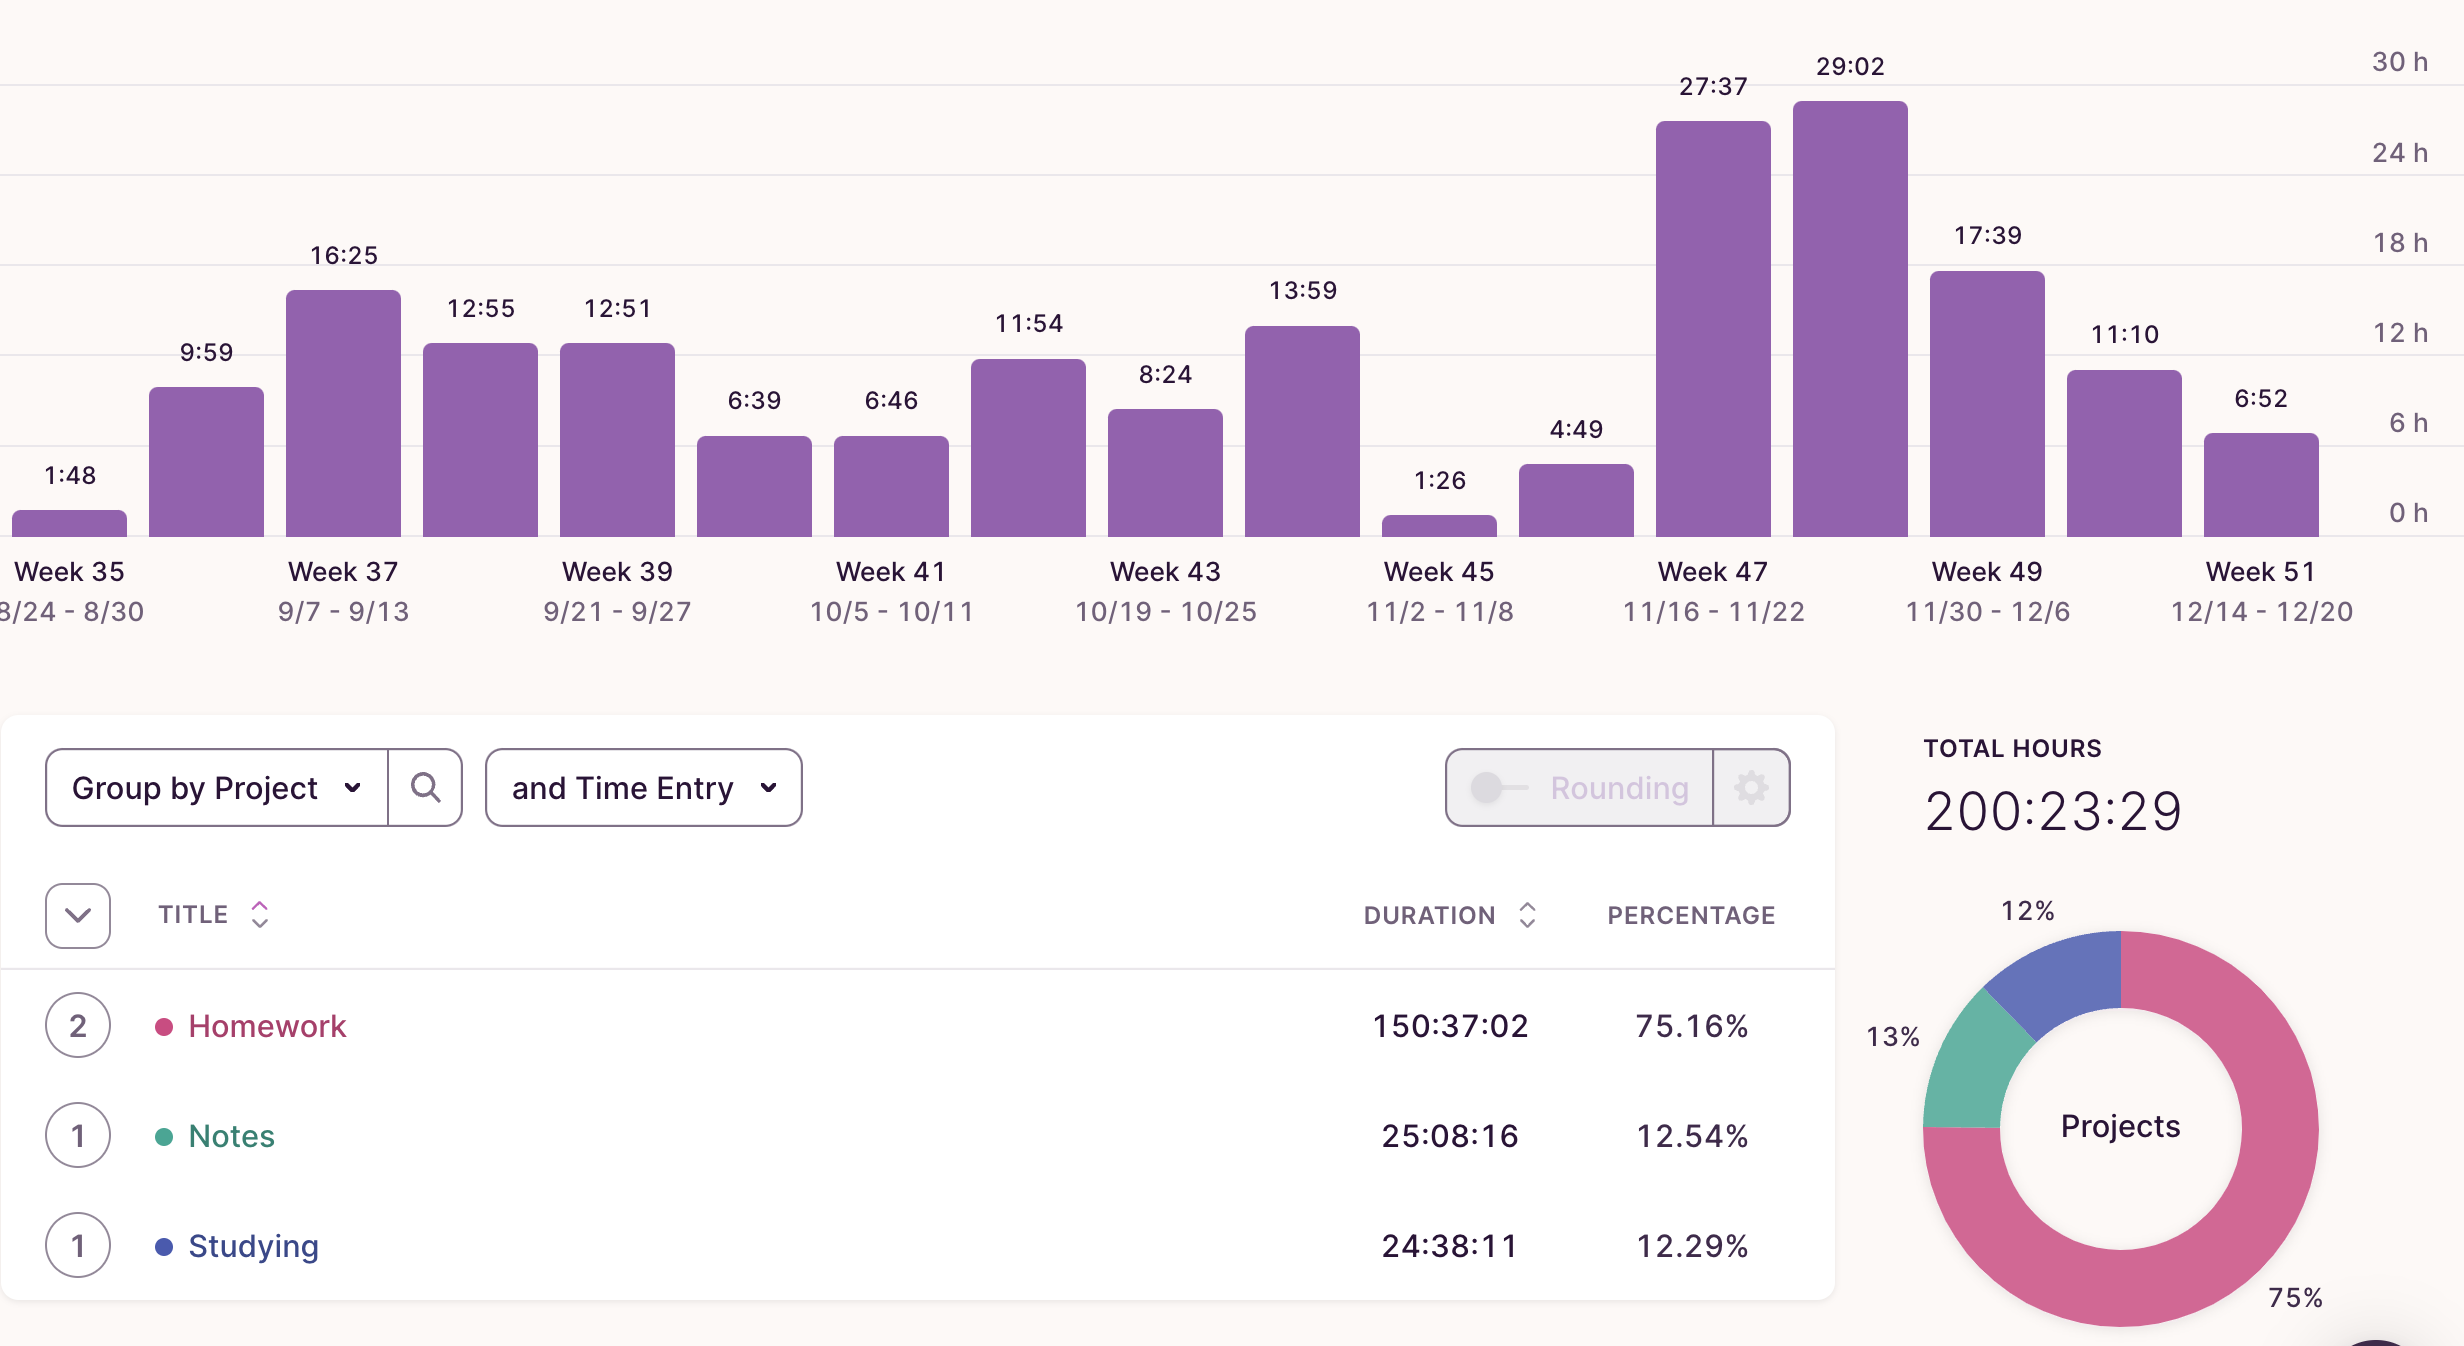 30 h
24 h
18 h
12 h
6 h
0 h
1:48
9:59
16:25
12:55
12:51
6:39
6:46
11:54
8:24
13:59
1:26
4:49
27:37
29:02
17:39
11:10
6:52
Week 35
Week 37
Week 39
Week 41
Week 43
Week 45
Week 47
Week 49
Week 51
8/24 - 8/30
9/7 - 9/13
9/21 - 9/27
10/5 - 10/11
10/19 - 10/25
11/2 - 11/8
11/16 - 11/22
11/30 - 12/6
12/14 - 12/20
Group by Project
and Time Entry
Rounding
TITLE DURATION PERCENTAGE
2 Homework 150:37:02 75.16%
1 Notes 25:08:16 12.54%
1 Studying 24:38:11 12.29%
TOTAL HOURS
200:23:29
12%
13%
Projects
75%